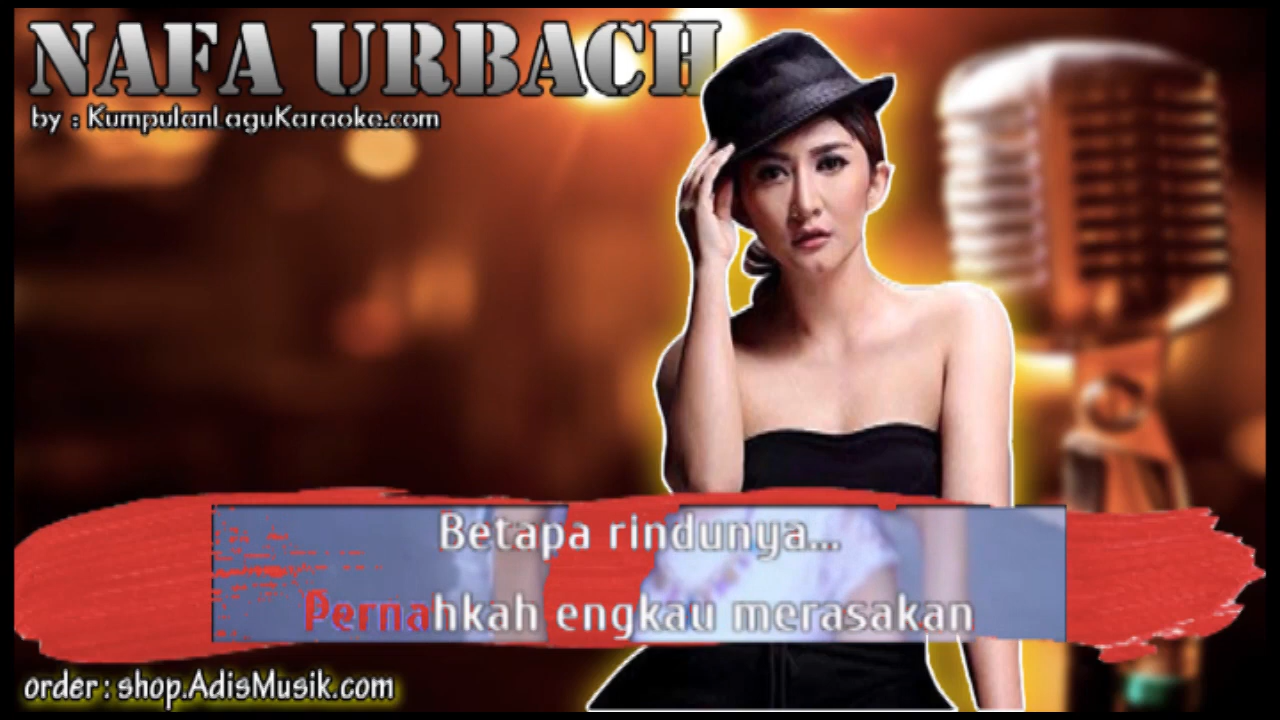 NAFA URBACH
by : KumpulanLaguKaraoke.com
Betapa rindunya...
Pernahkah engkau merasakan
order : shop.AdisMusik.com